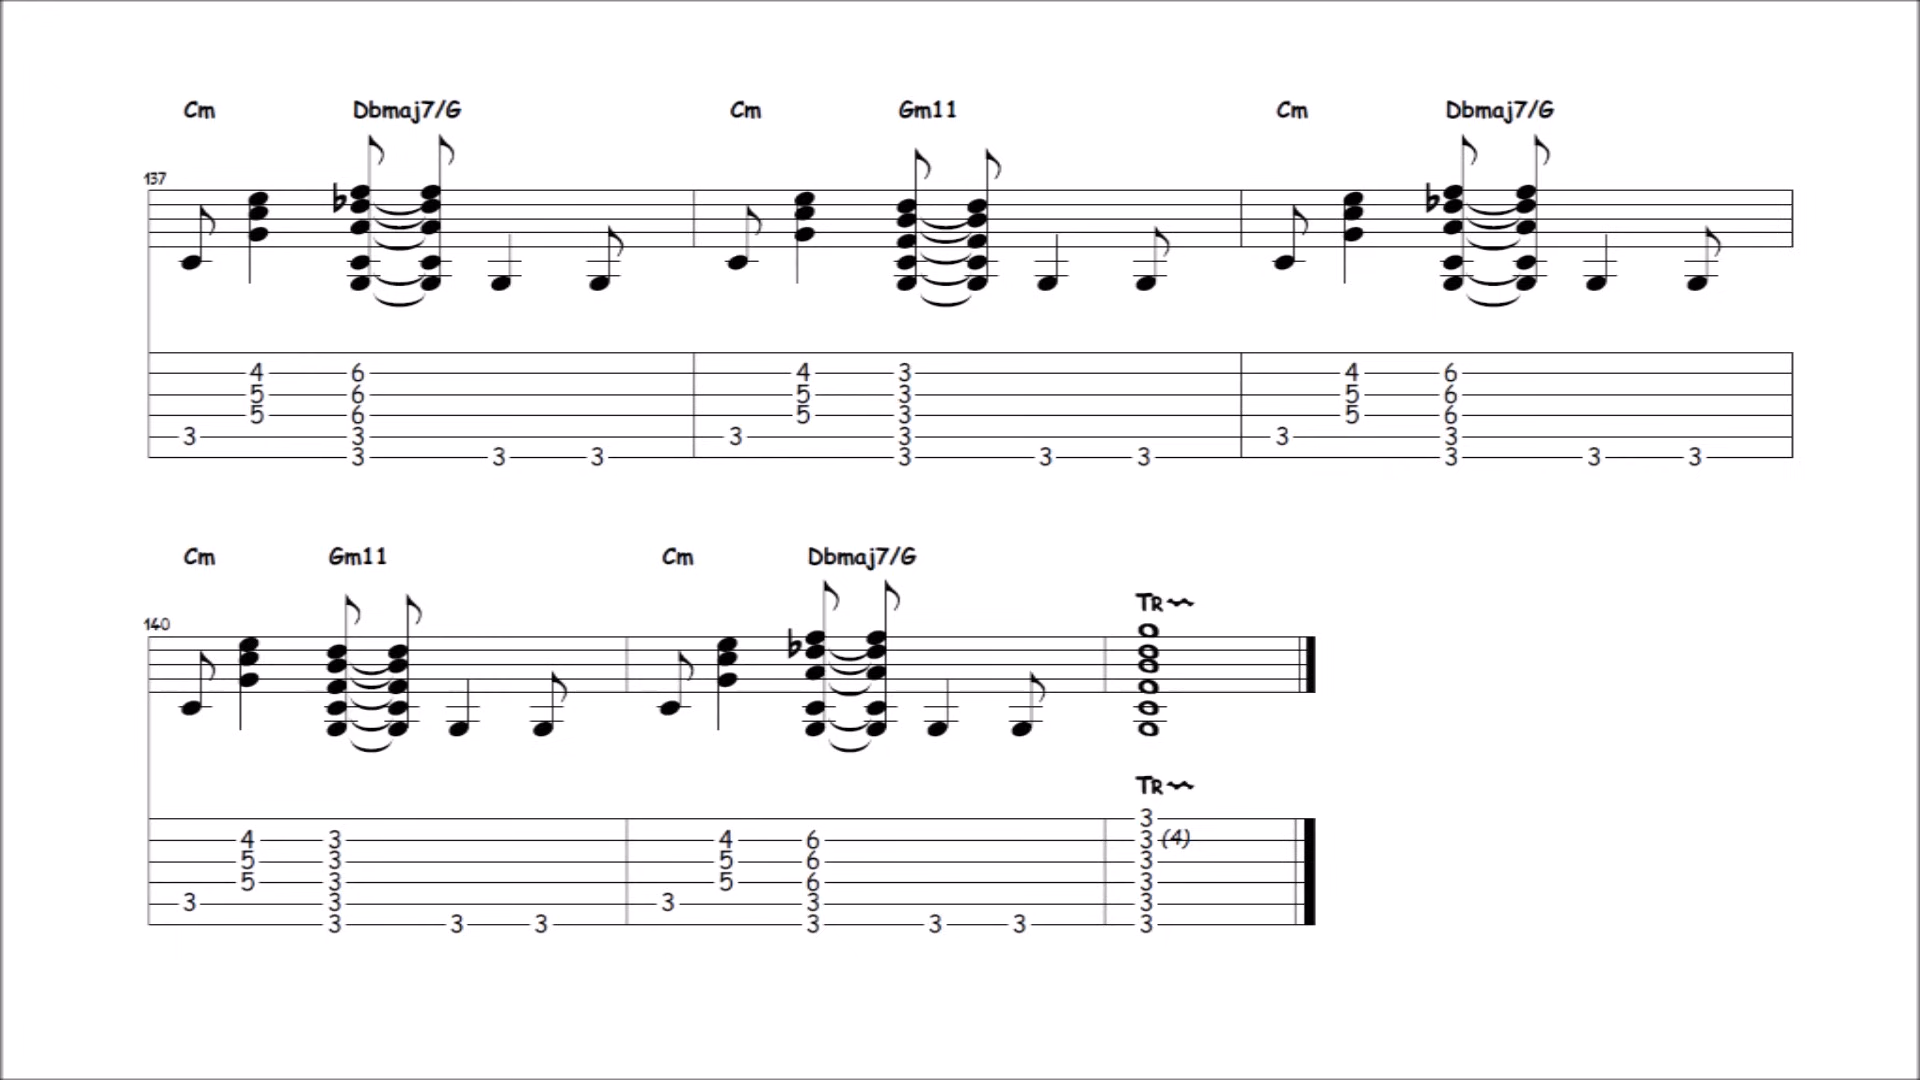 Cm Dbmaj7/G Cm Gm11 Cm Dbmaj7/G
137
4 6 4 3 4 6
5 6 5 3 5 6
5 6 5 3 5 6
3 3 3 3 3 3
3 3 3 3 3 3 3 3 3
Cm Gm11 Cm Dbmaj7/G
TR
140
TR
3
4 3 4 6 3 (4)
5 3 5 6 3
5 3 5 6 3
3 3 3 3 3
3 3 3 3 3 3 3